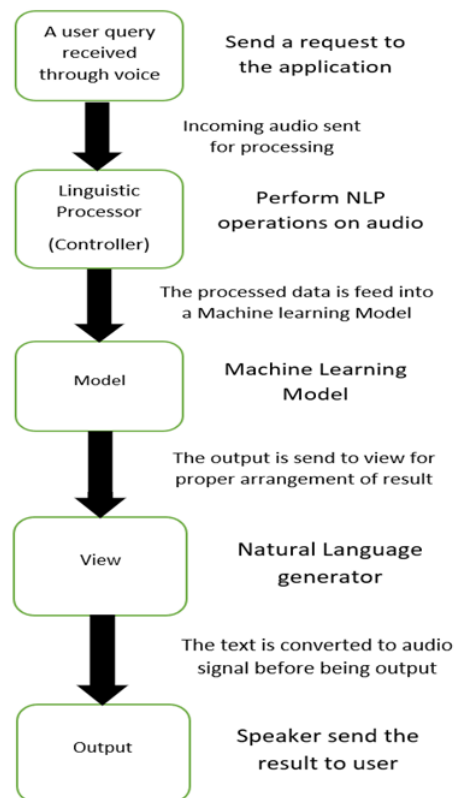 A user query
received
through voice
Send a request to
the application
Incoming audio sent
for processing
Linguistic
Processor
(Controller)
Perform NLP
operations on audio
The processed data is feed into
a Machine learning Model
Model
Machine Learning
Model
The output is send to view for
proper arrangement of result
View
Natural Language
generator
The text is converted to audio
signal before being output
Output
Speaker send the
result to user